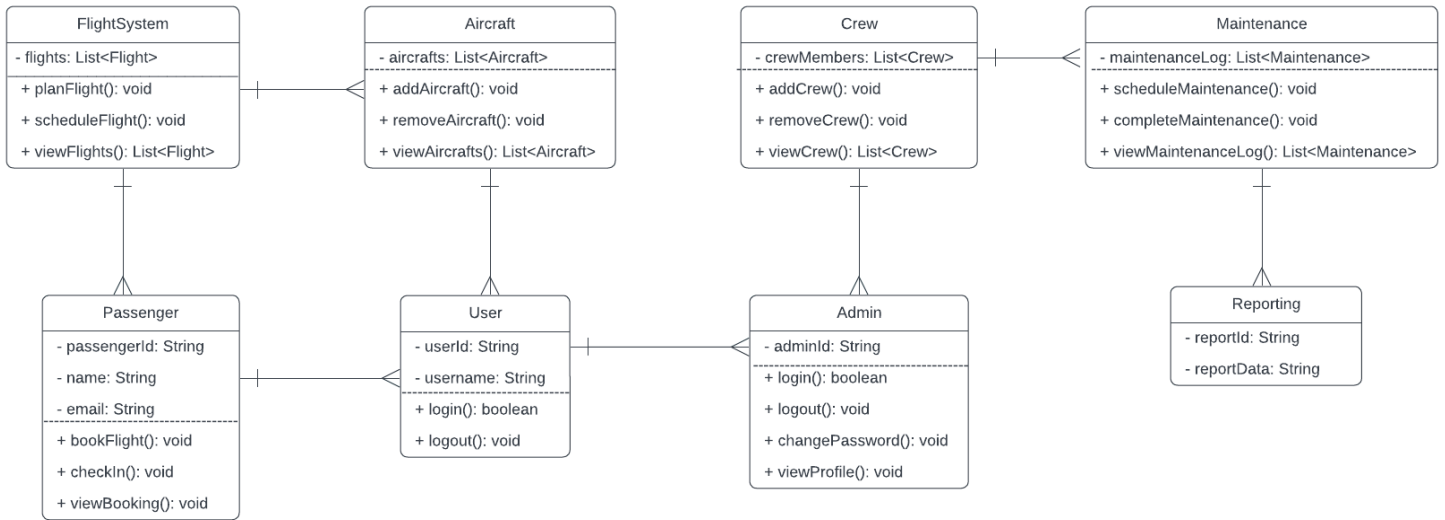 FlightSystem
- flights: List<Flight>
+ planFlight(): void
+ scheduleFlight(): void
+ viewFlights(): List<Flight>
Aircraft
- aircrafts: List<Aircraft>
+ addAircraft(): void
+ removeAircraft(): void
+ viewAircrafts(): List<Aircraft>
Crew
- crewMembers: List<Crew>
+ addCrew(): void
+ removeCrew(): void
+ viewCrew(): List<Crew>
Maintenance
- maintenanceLog: List<Maintenance>
+ scheduleMaintenance(): void
+ completeMaintenance(): void
+ viewMaintenanceLog(): List<Maintenance>
Passenger
- passengerId: String
- name: String
- email: String
+ bookFlight(): void
+ checkIn(): void
+ viewBooking(): void
User
- userId: String
- username: String
+ login(): boolean
+ logout(): void
Admin
- adminId: String
+ login(): boolean
+ logout(): void
+ changePassword(): void
+ viewProfile(): void
Reporting
- reportId: String
- reportData: String